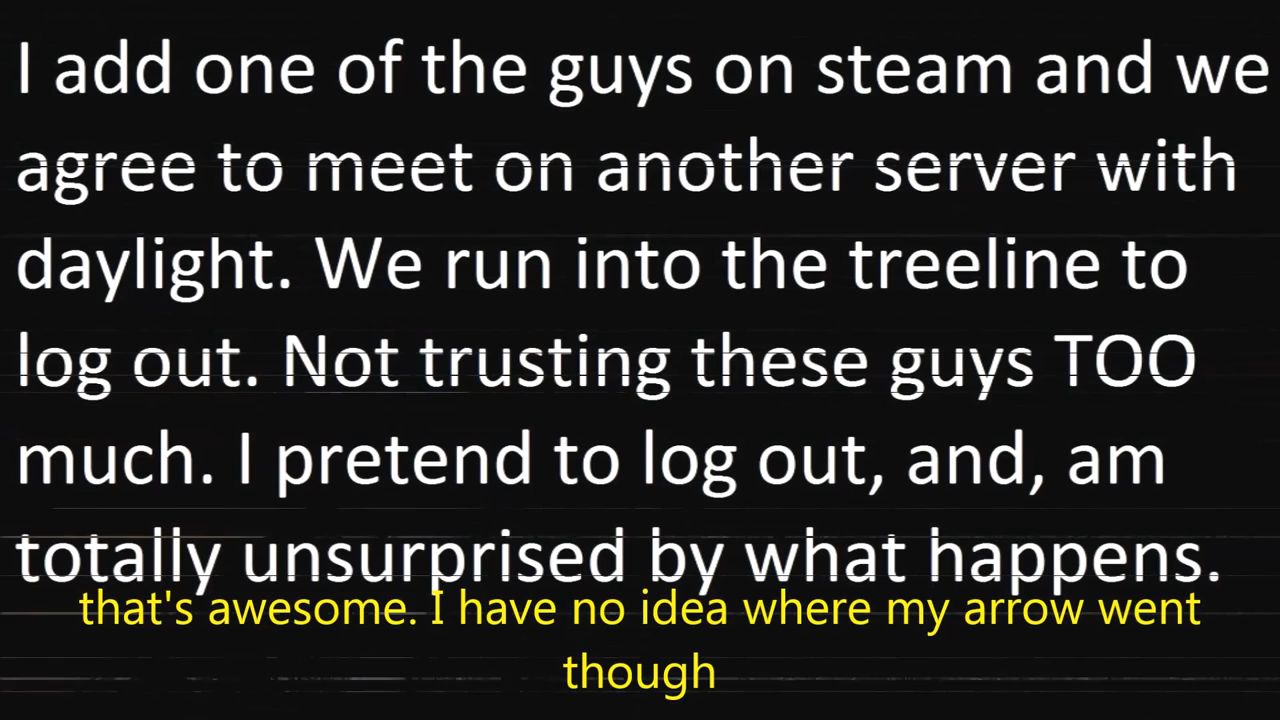 I add one of the guys on steam and we
agree to meet on another server with
daylight. We run into the treeline to
log out. Not trusting these guys TOO
much. I pretend to log out, and, am
totally unsurprised by what happens.
that's awesome. I have no idea where my arrow went
though